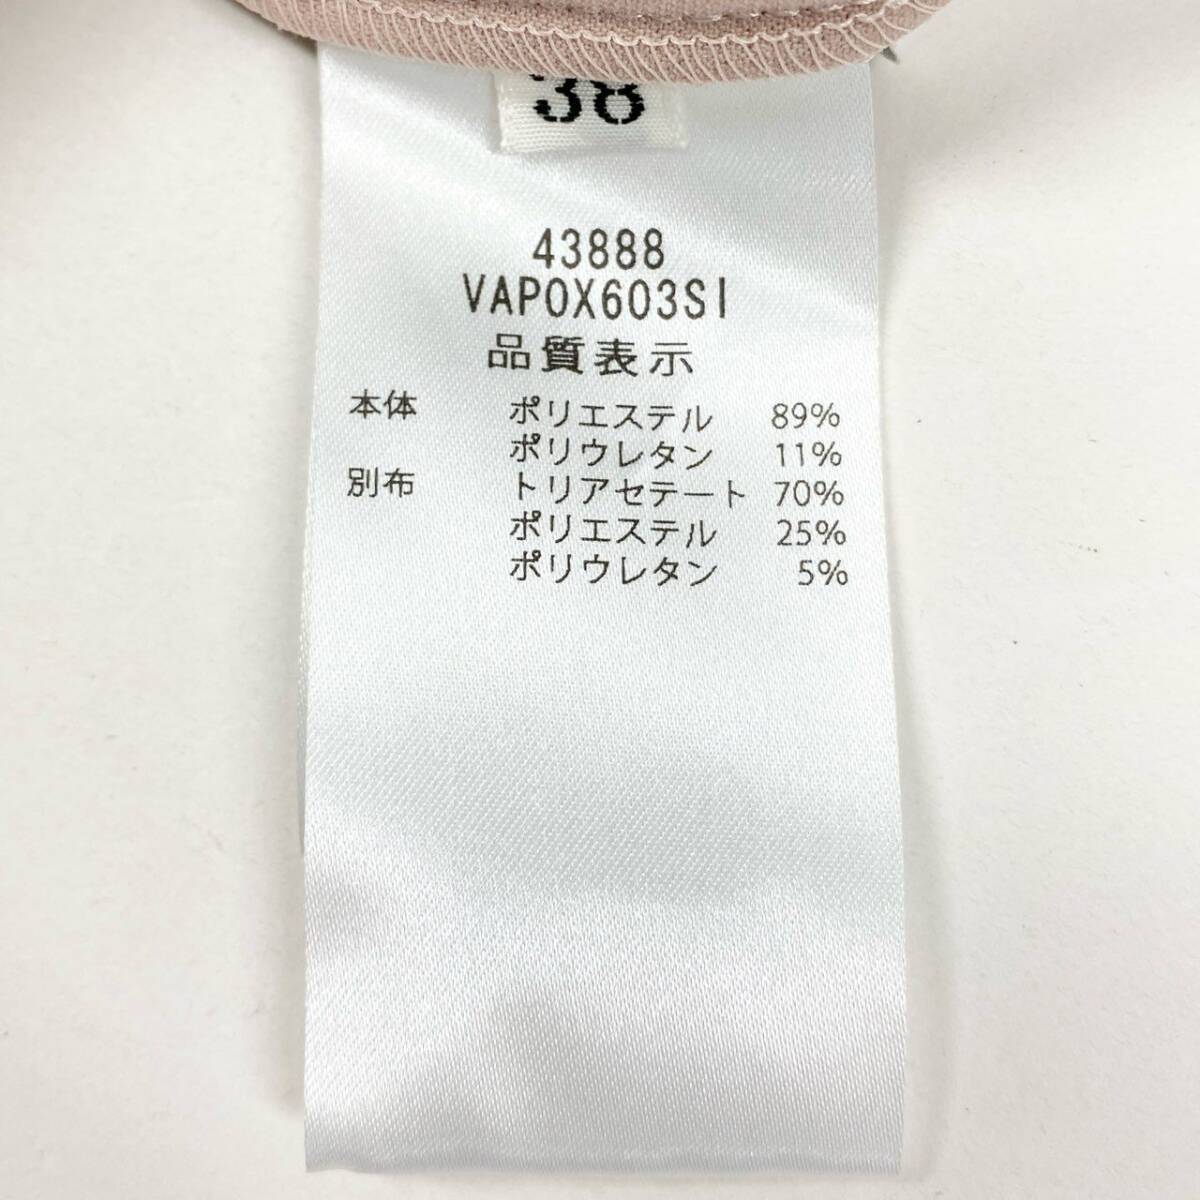 38
43888
VAPOX603SI
品質表示
本体 ポリエステル 89%
ポリウレタン 11%
別布 トリアセテート 70%
ポリエステル 25%
ポリウレタン 5%